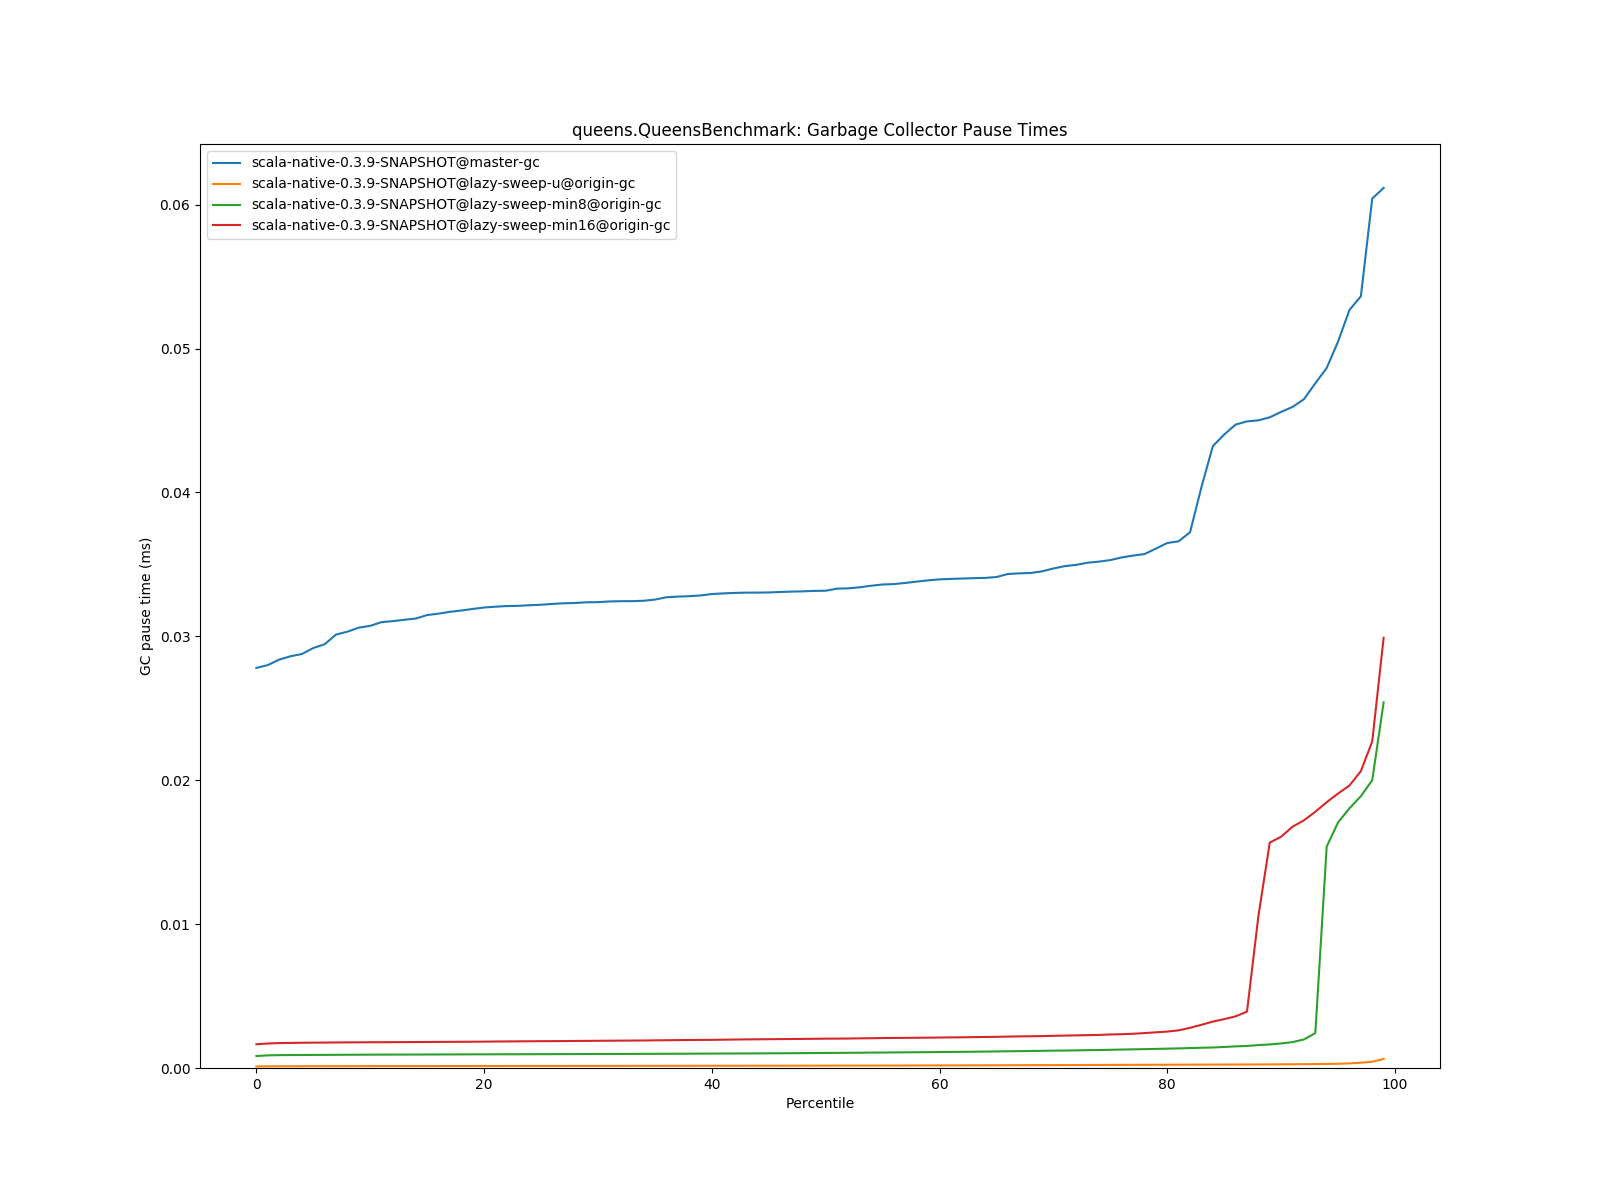 queens.QueensBenchmark: Garbage Collector Pause Times
scala-native-0.3.9-SNAPSHOT@master-gc
scala-native-0.3.9-SNAPSHOT@lazy-sweep-u@origin-gc
scala-native-0.3.9-SNAPSHOT@lazy-sweep-min8@origin-gc
scala-native-0.3.9-SNAPSHOT@lazy-sweep-min16@origin-gc
0.06
0.05
0.04
0.03
0.02
0.01
0.00
GC pause time (ms)
0 20 40 60 80 100
Percentile